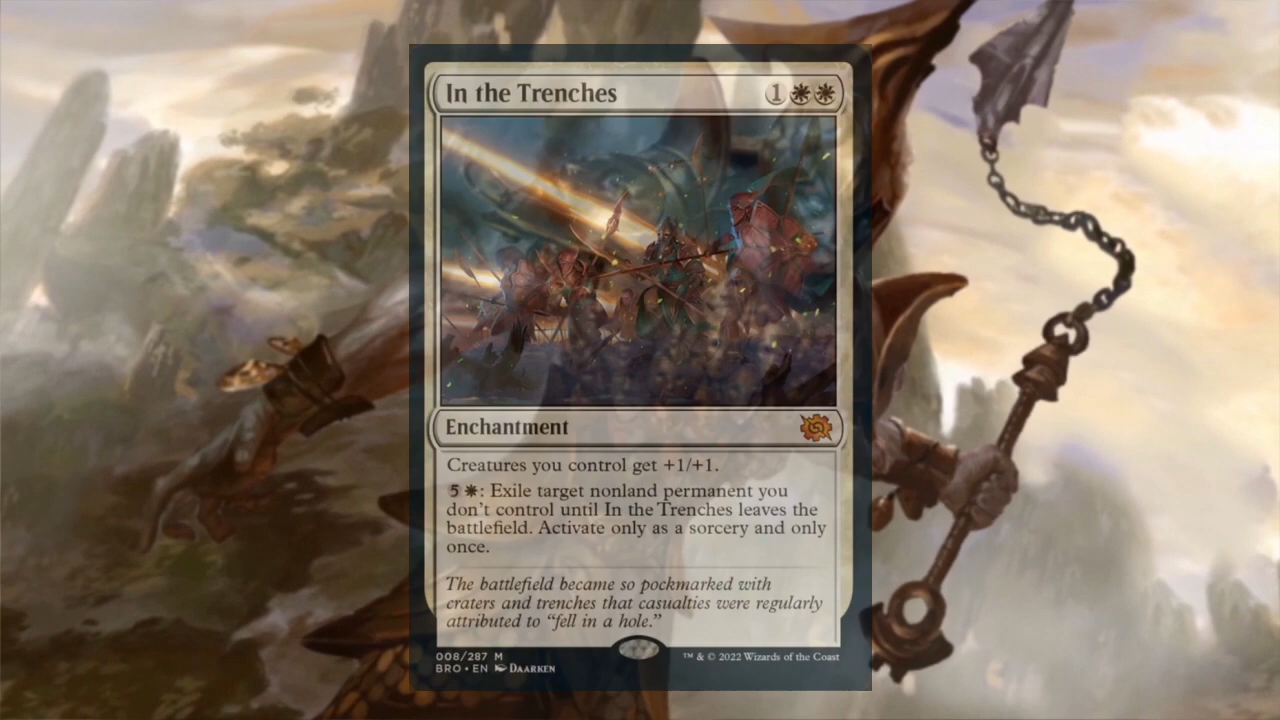 In the Trenches 1
Enchantment
Creatures you control get +1/+1.
5 : Exile target nonland permanent you
don't control until In the Trenches leaves the
battlefield. Activate only as a sorcery and only
once.
The battlefield became so pockmarked with
craters and trenches that casualties were regularly
attributed to “fell in a hole.”
008/287 M
BRO • EN DAARKEN
™ & © 2022 Wizards of the Coast